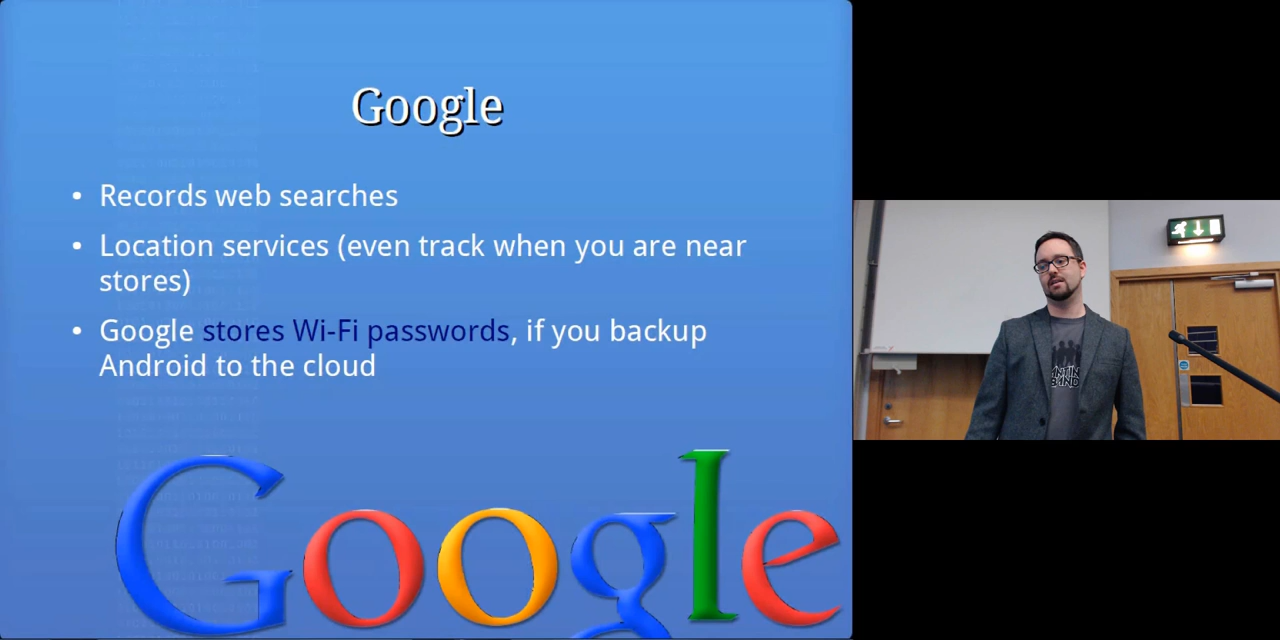 Google
• Records web searches
• Location services (even track when you are near
stores)
• Google stores Wi-Fi passwords, if you backup
Android to the cloud
Google
BAND